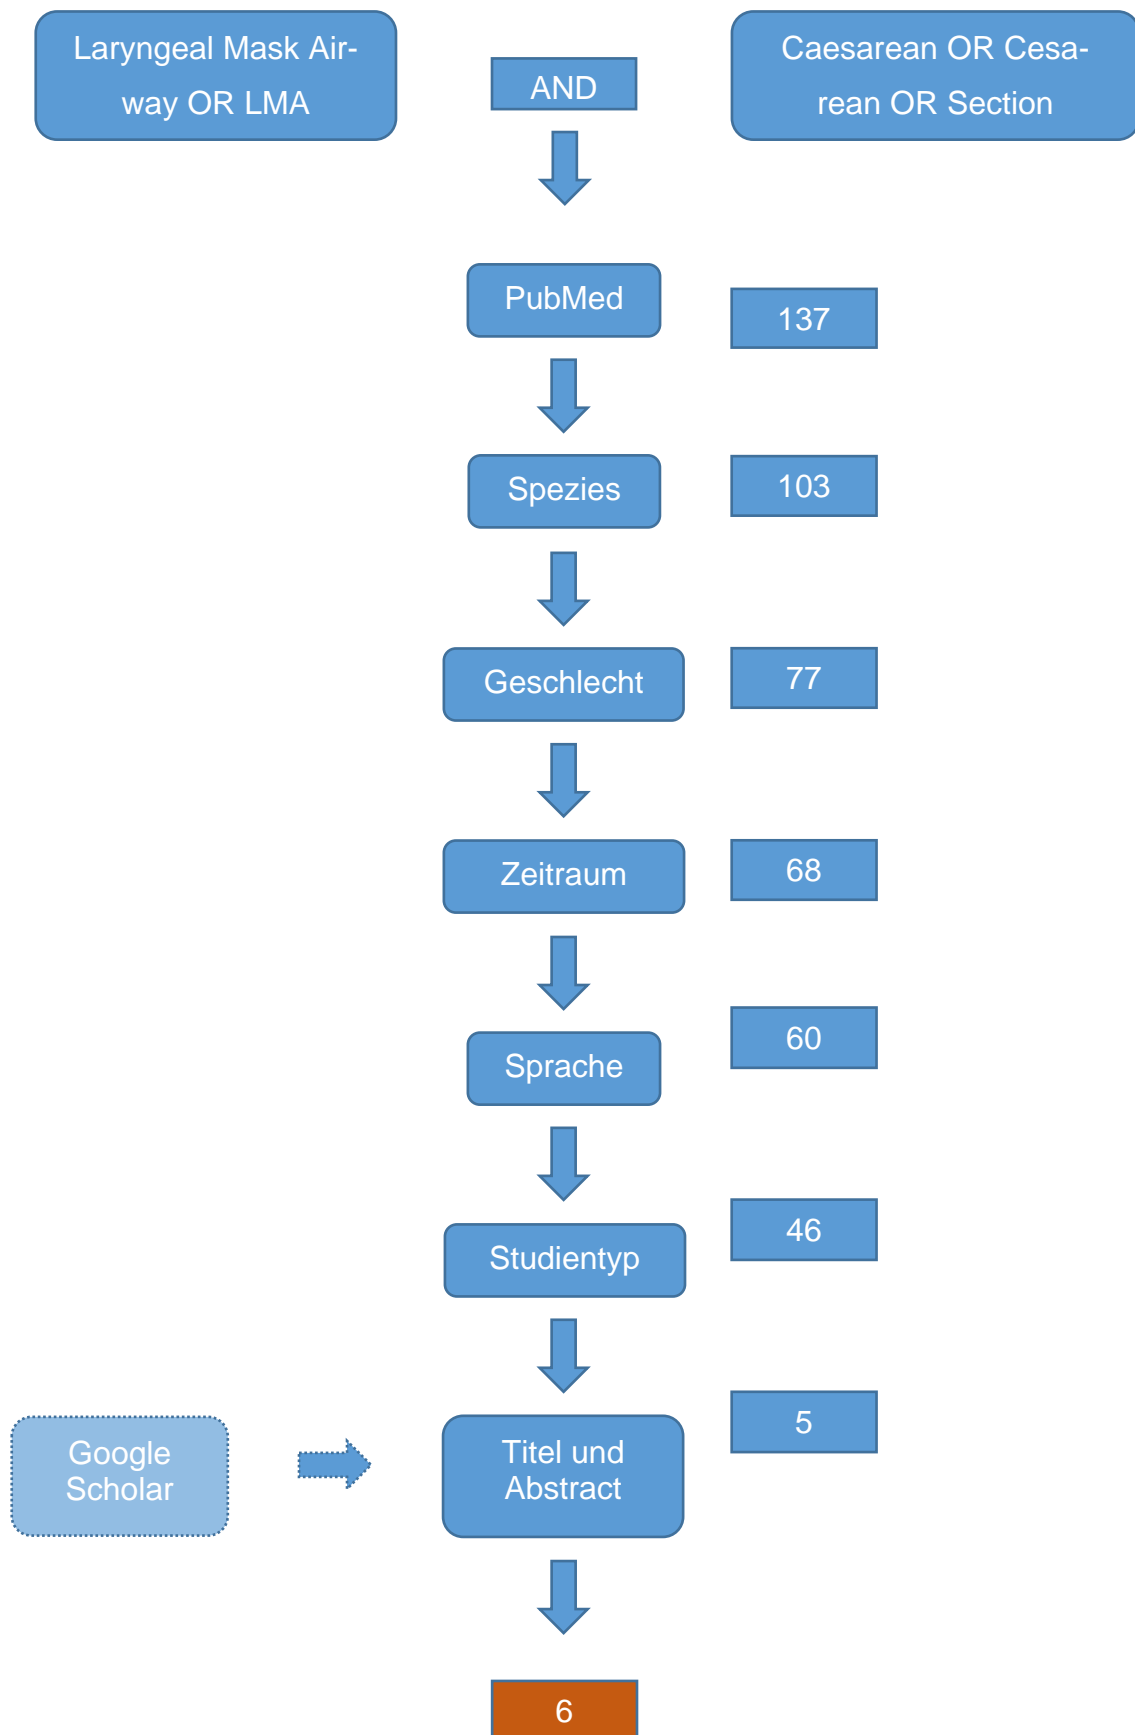 Laryngeal Mask Air-
way OR LMA
AND
Caesarean OR Cesa-
rean OR Section
PubMed
137
Spezies
103
Geschlecht
77
Zeitraum
68
Sprache
60
Studientyp
46
Google
Scholar
Titel und
Abstract
5
6